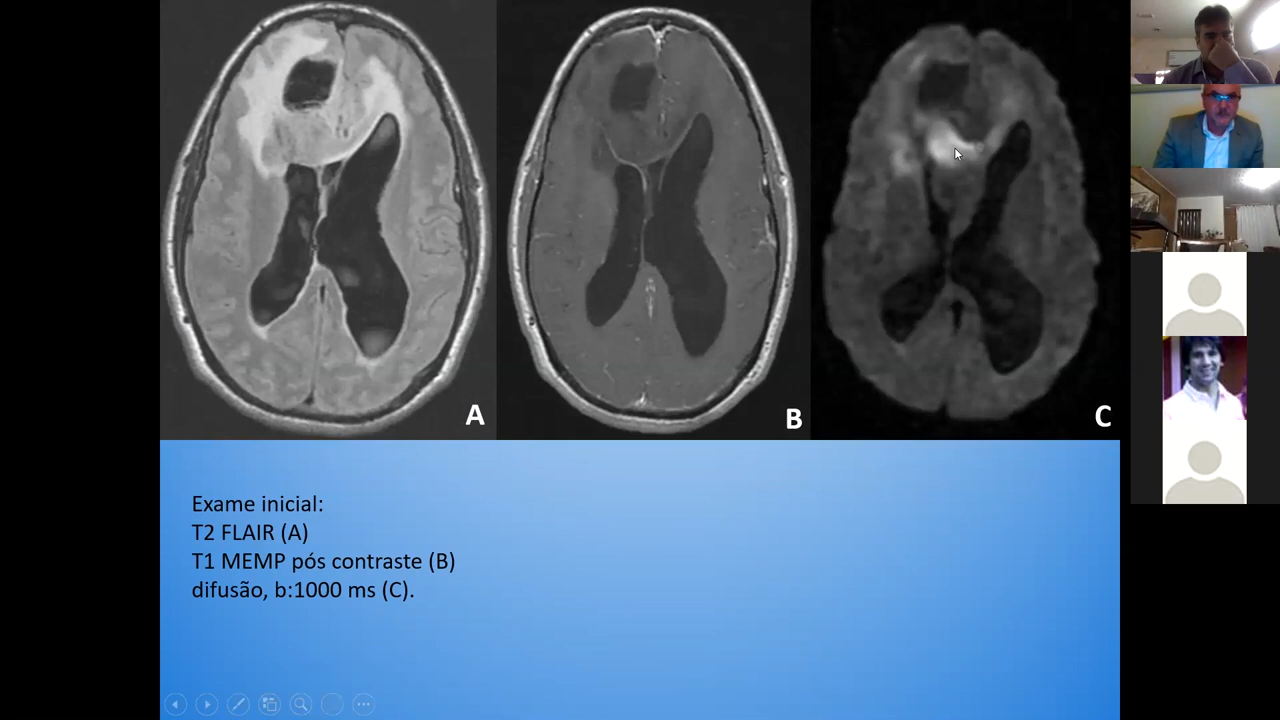 A
B
C
Exame inicial:
T2 FLAIR (A)
T1 MEMP pós contraste (B)
difusão, b:1000 ms (C).